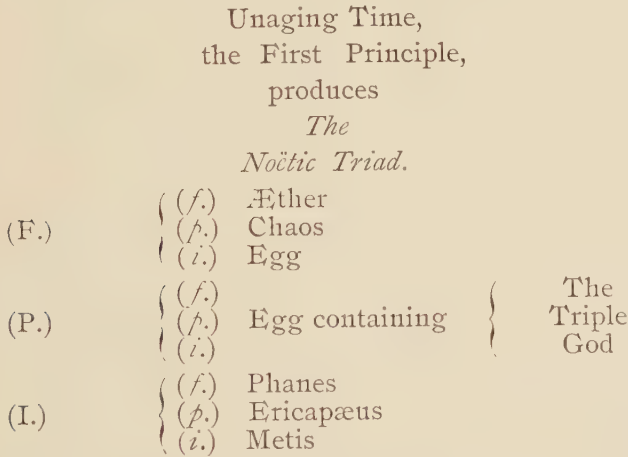 Unaging Time,
the First Principle,
produces
The
Noëtic Triad.
(F.) (f.) Æther
(p.) Chaos
(i.) Egg
(P.) (f.)
(p.) Egg containing The Triple God
(i.)
(I.) (f.) Phanes
(p.) Ericapæus
(i.) Metis